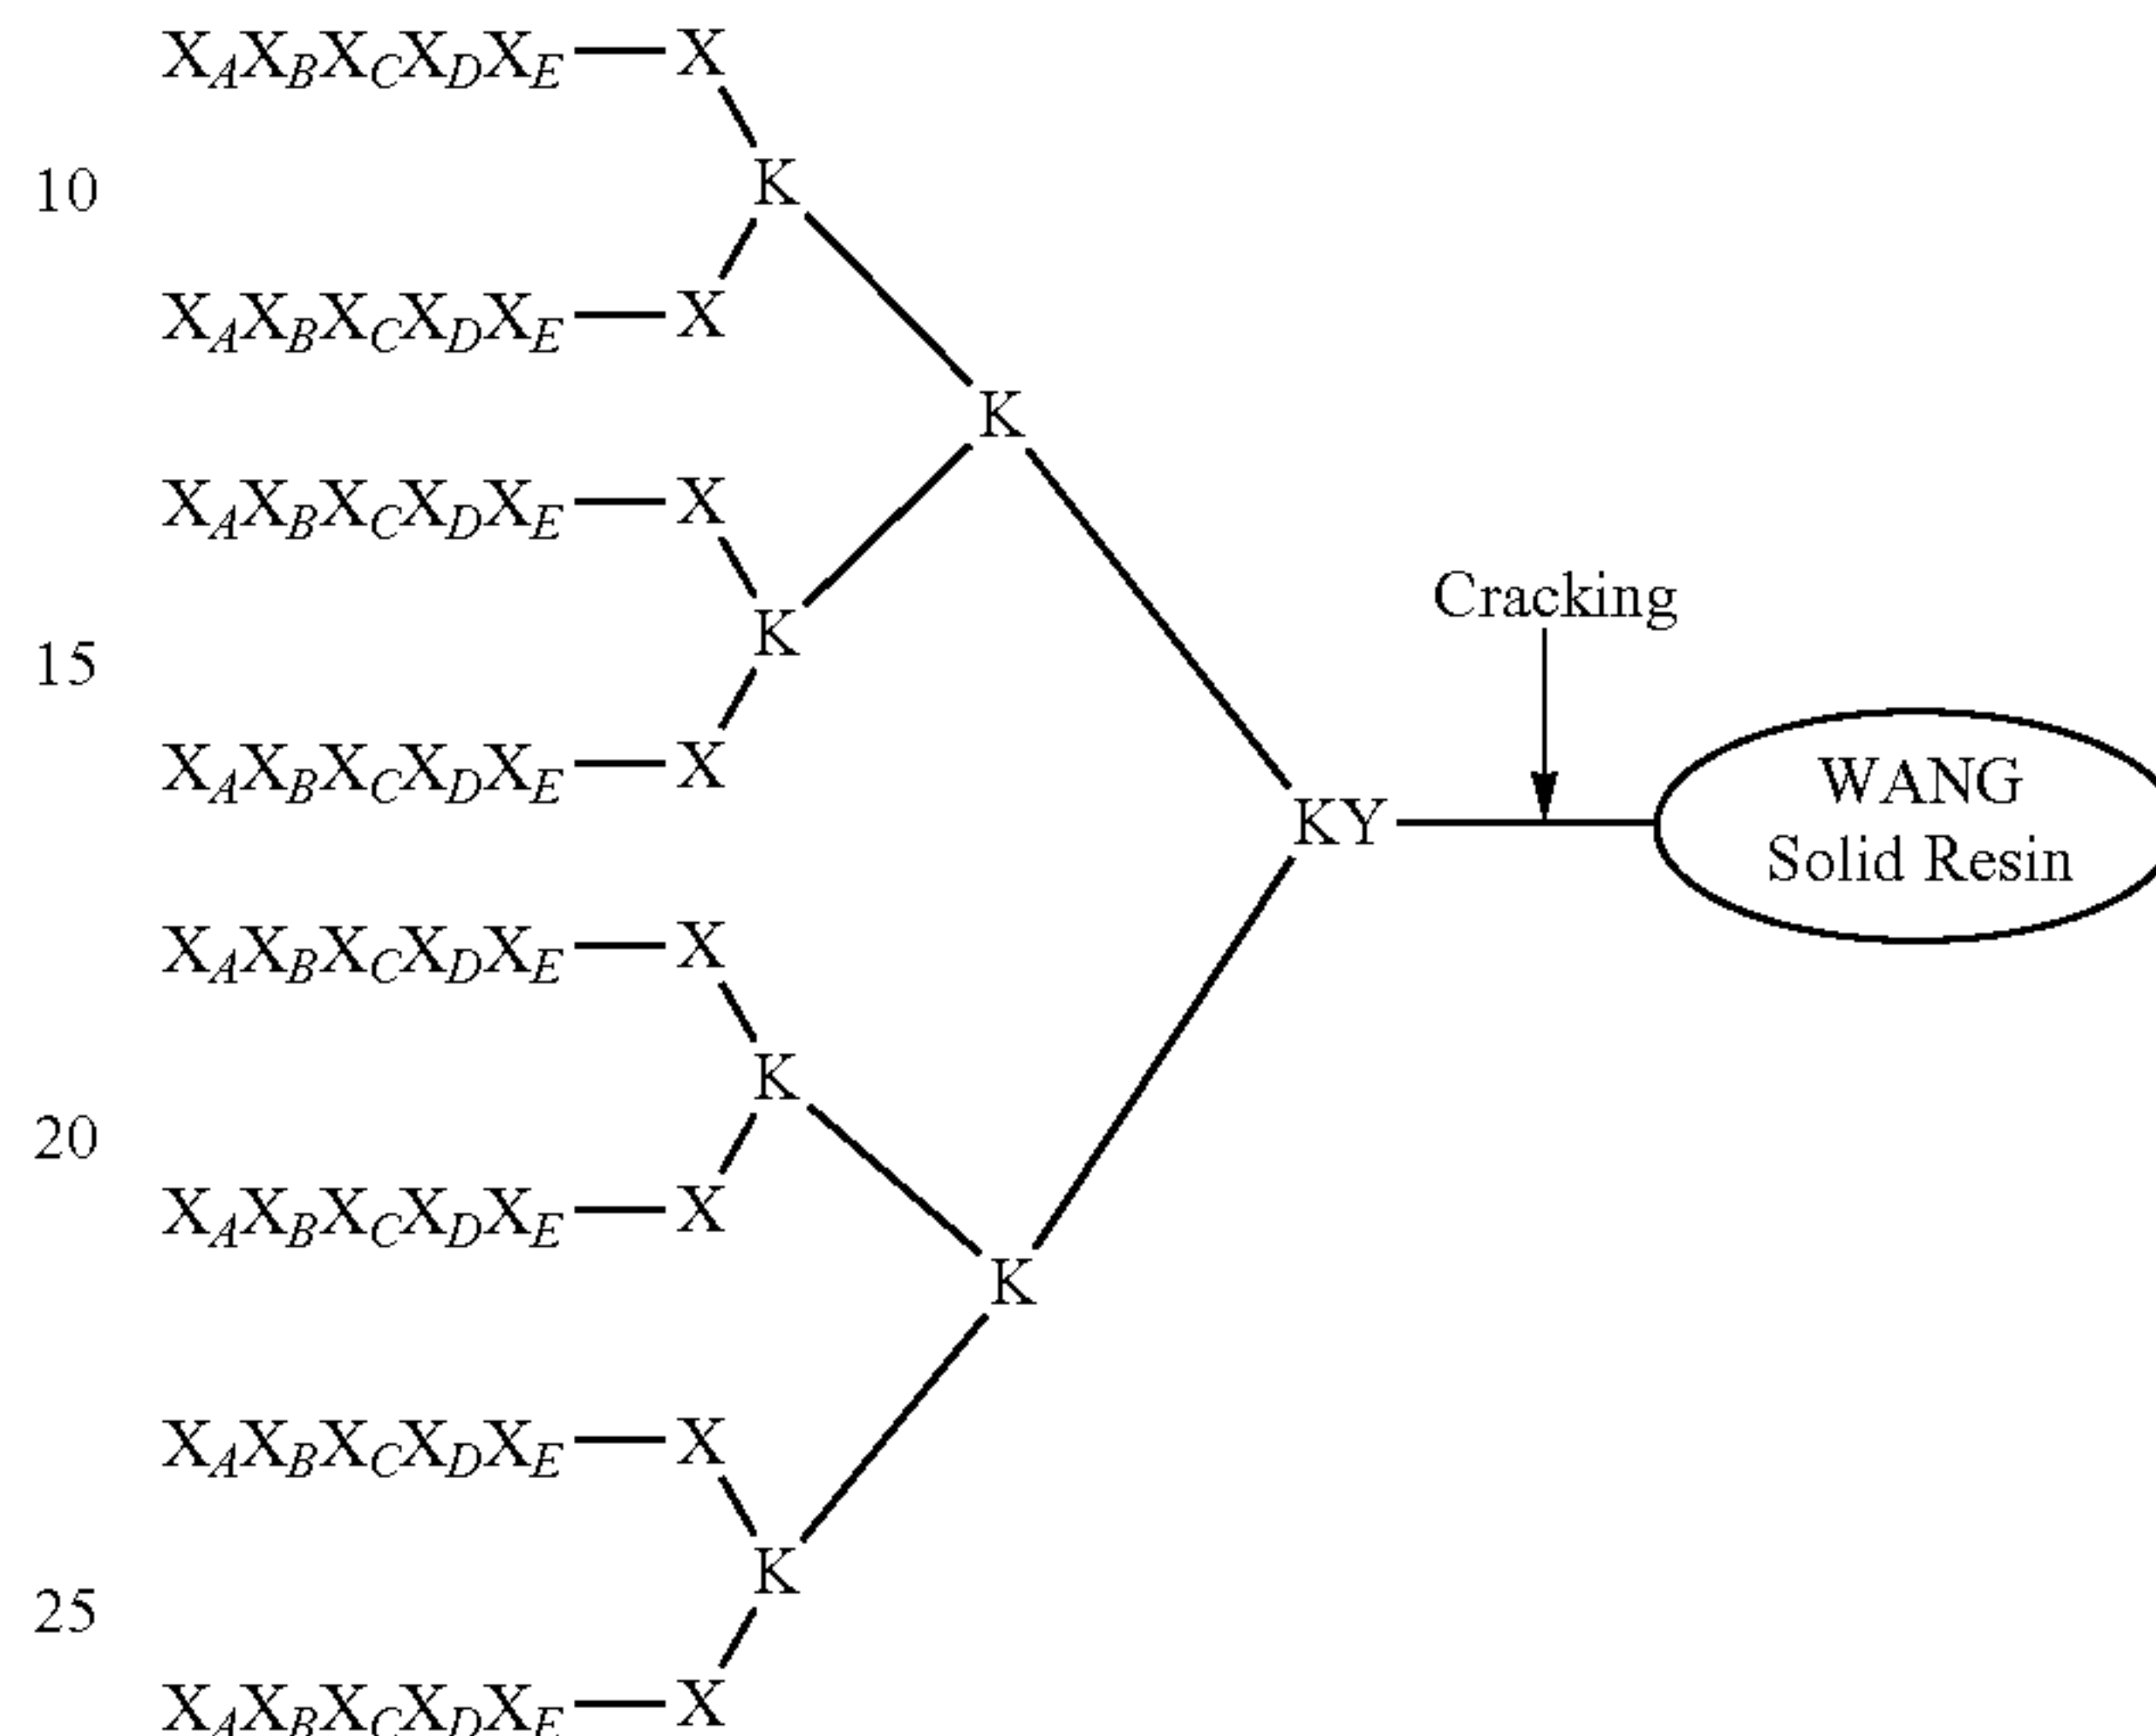 X_AX_BX_CX_DX_E — X
K
10
X_AX_BX_CX_DX_E — X
K
X_AX_BX_CX_DX_E — X
Cracking
K
15
X_AX_BX_CX_DX_E — X
WANG
KY
Solid Resin
X_AX_BX_CX_DX_E — X
K
20
X_AX_BX_CX_DX_E — X
K
X_AX_BX_CX_DX_E — X
K
25
X_AX_BX_CX_DX_E — X